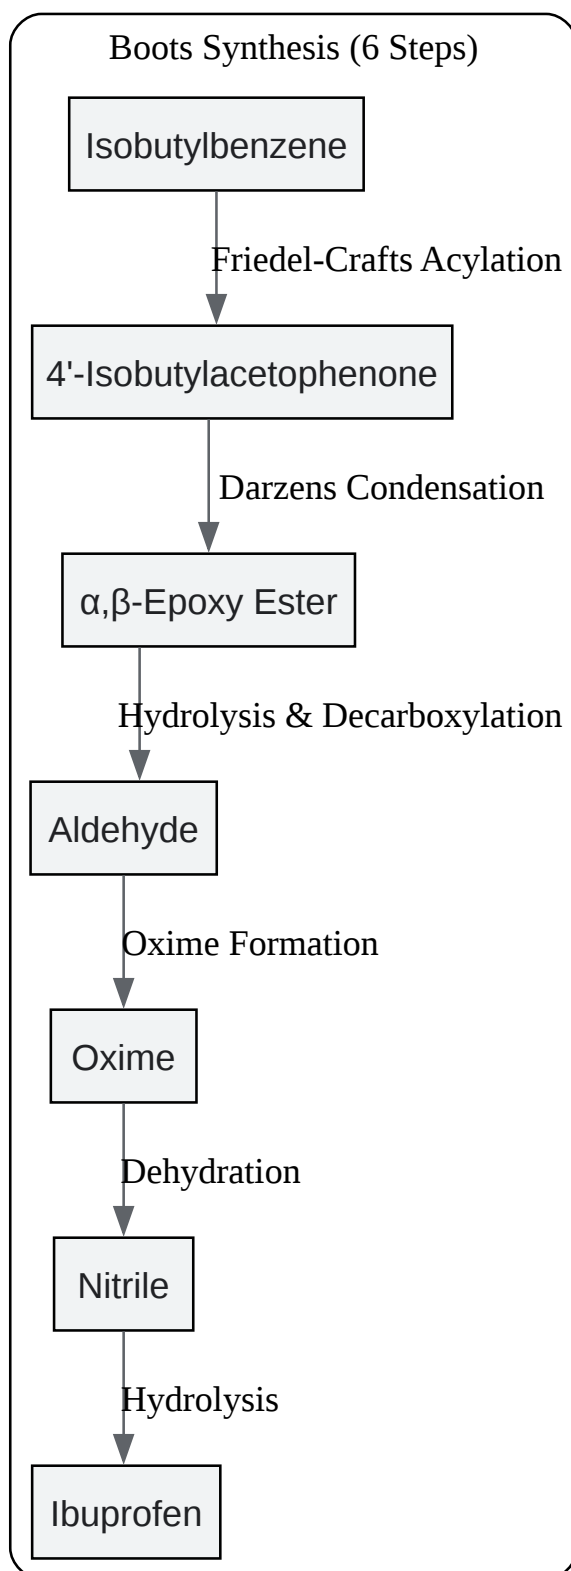 Boots Synthesis (6 Steps)
Isobutylbenzene
Friedel-Crafts Acylation
4'-Isobutylacetophenone
Darzens Condensation
α,β-Epoxy Ester
Hydrolysis & Decarboxylation
Aldehyde
Oxime Formation
Oxime
Dehydration
Nitrile
Hydrolysis
Ibuprofen